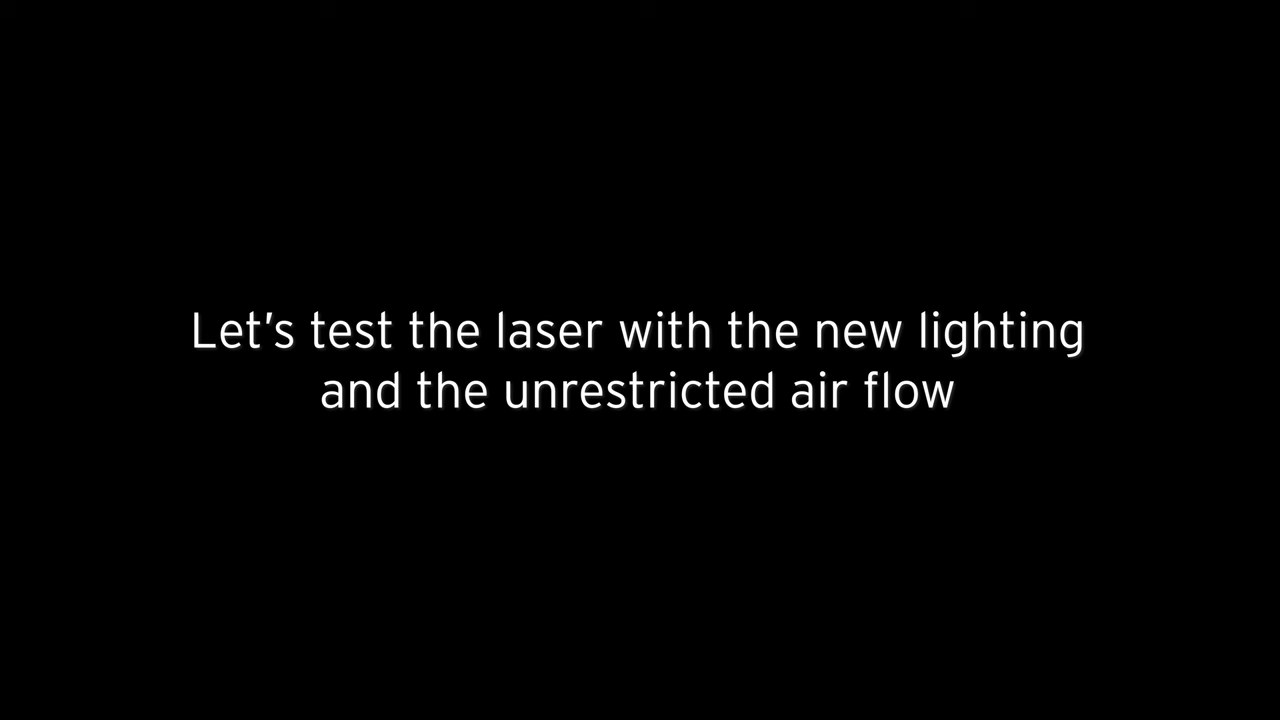 Let’s test the laser with the new lighting
and the unrestricted air flow